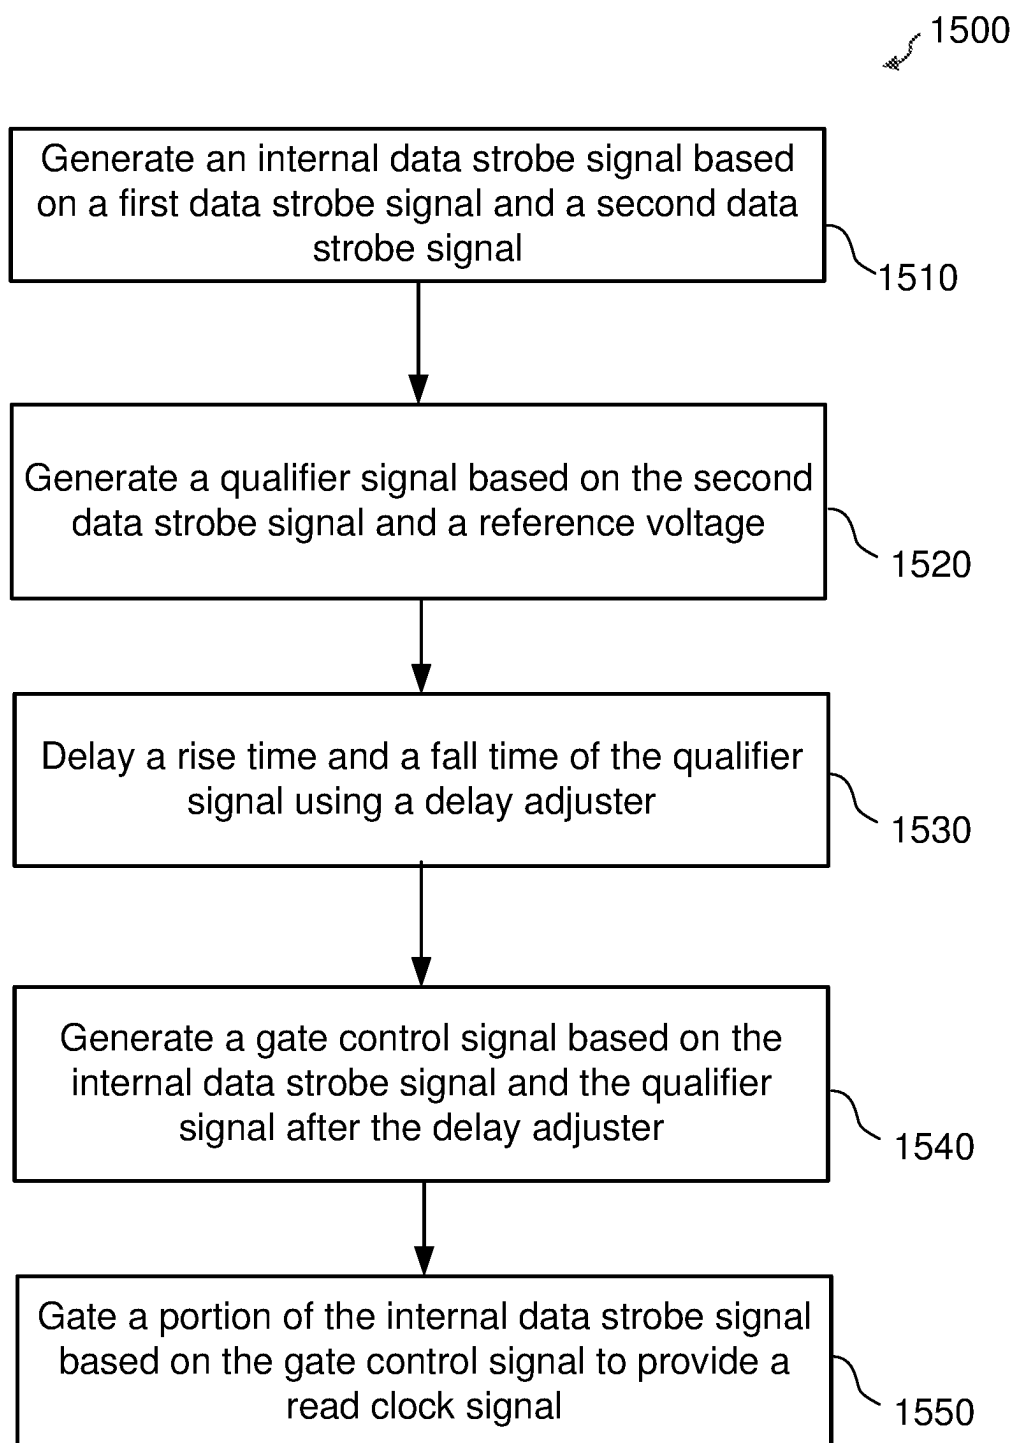 1500
Generate an internal data strobe signal based
on a first data strobe signal and a second data
strobe signal
1510
Generate a qualifier signal based on the second
data strobe signal and a reference voltage
1520
Delay a rise time and a fall time of the qualifier
signal using a delay adjuster
1530
Generate a gate control signal based on the
internal data strobe signal and the qualifier
signal after the delay adjuster
1540
Gate a portion of the internal data strobe signal
based on the gate control signal to provide a
read clock signal
1550